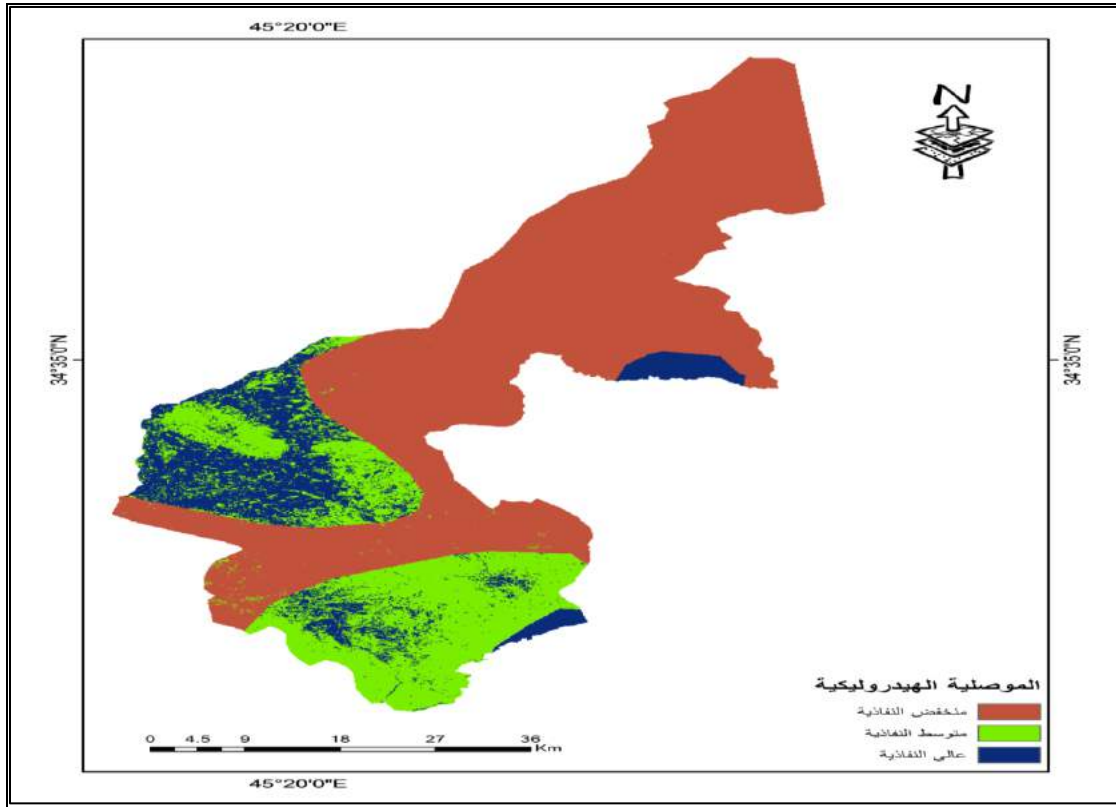 45°20'0"E
N
34°35'0"N
34°35'0"N
الموصلية الهيدروليكية
منخفض النفاذية
متوسط النفاذية
عالي النفاذية
0 4.5 9 18 27 36
Km
45°20'0"E